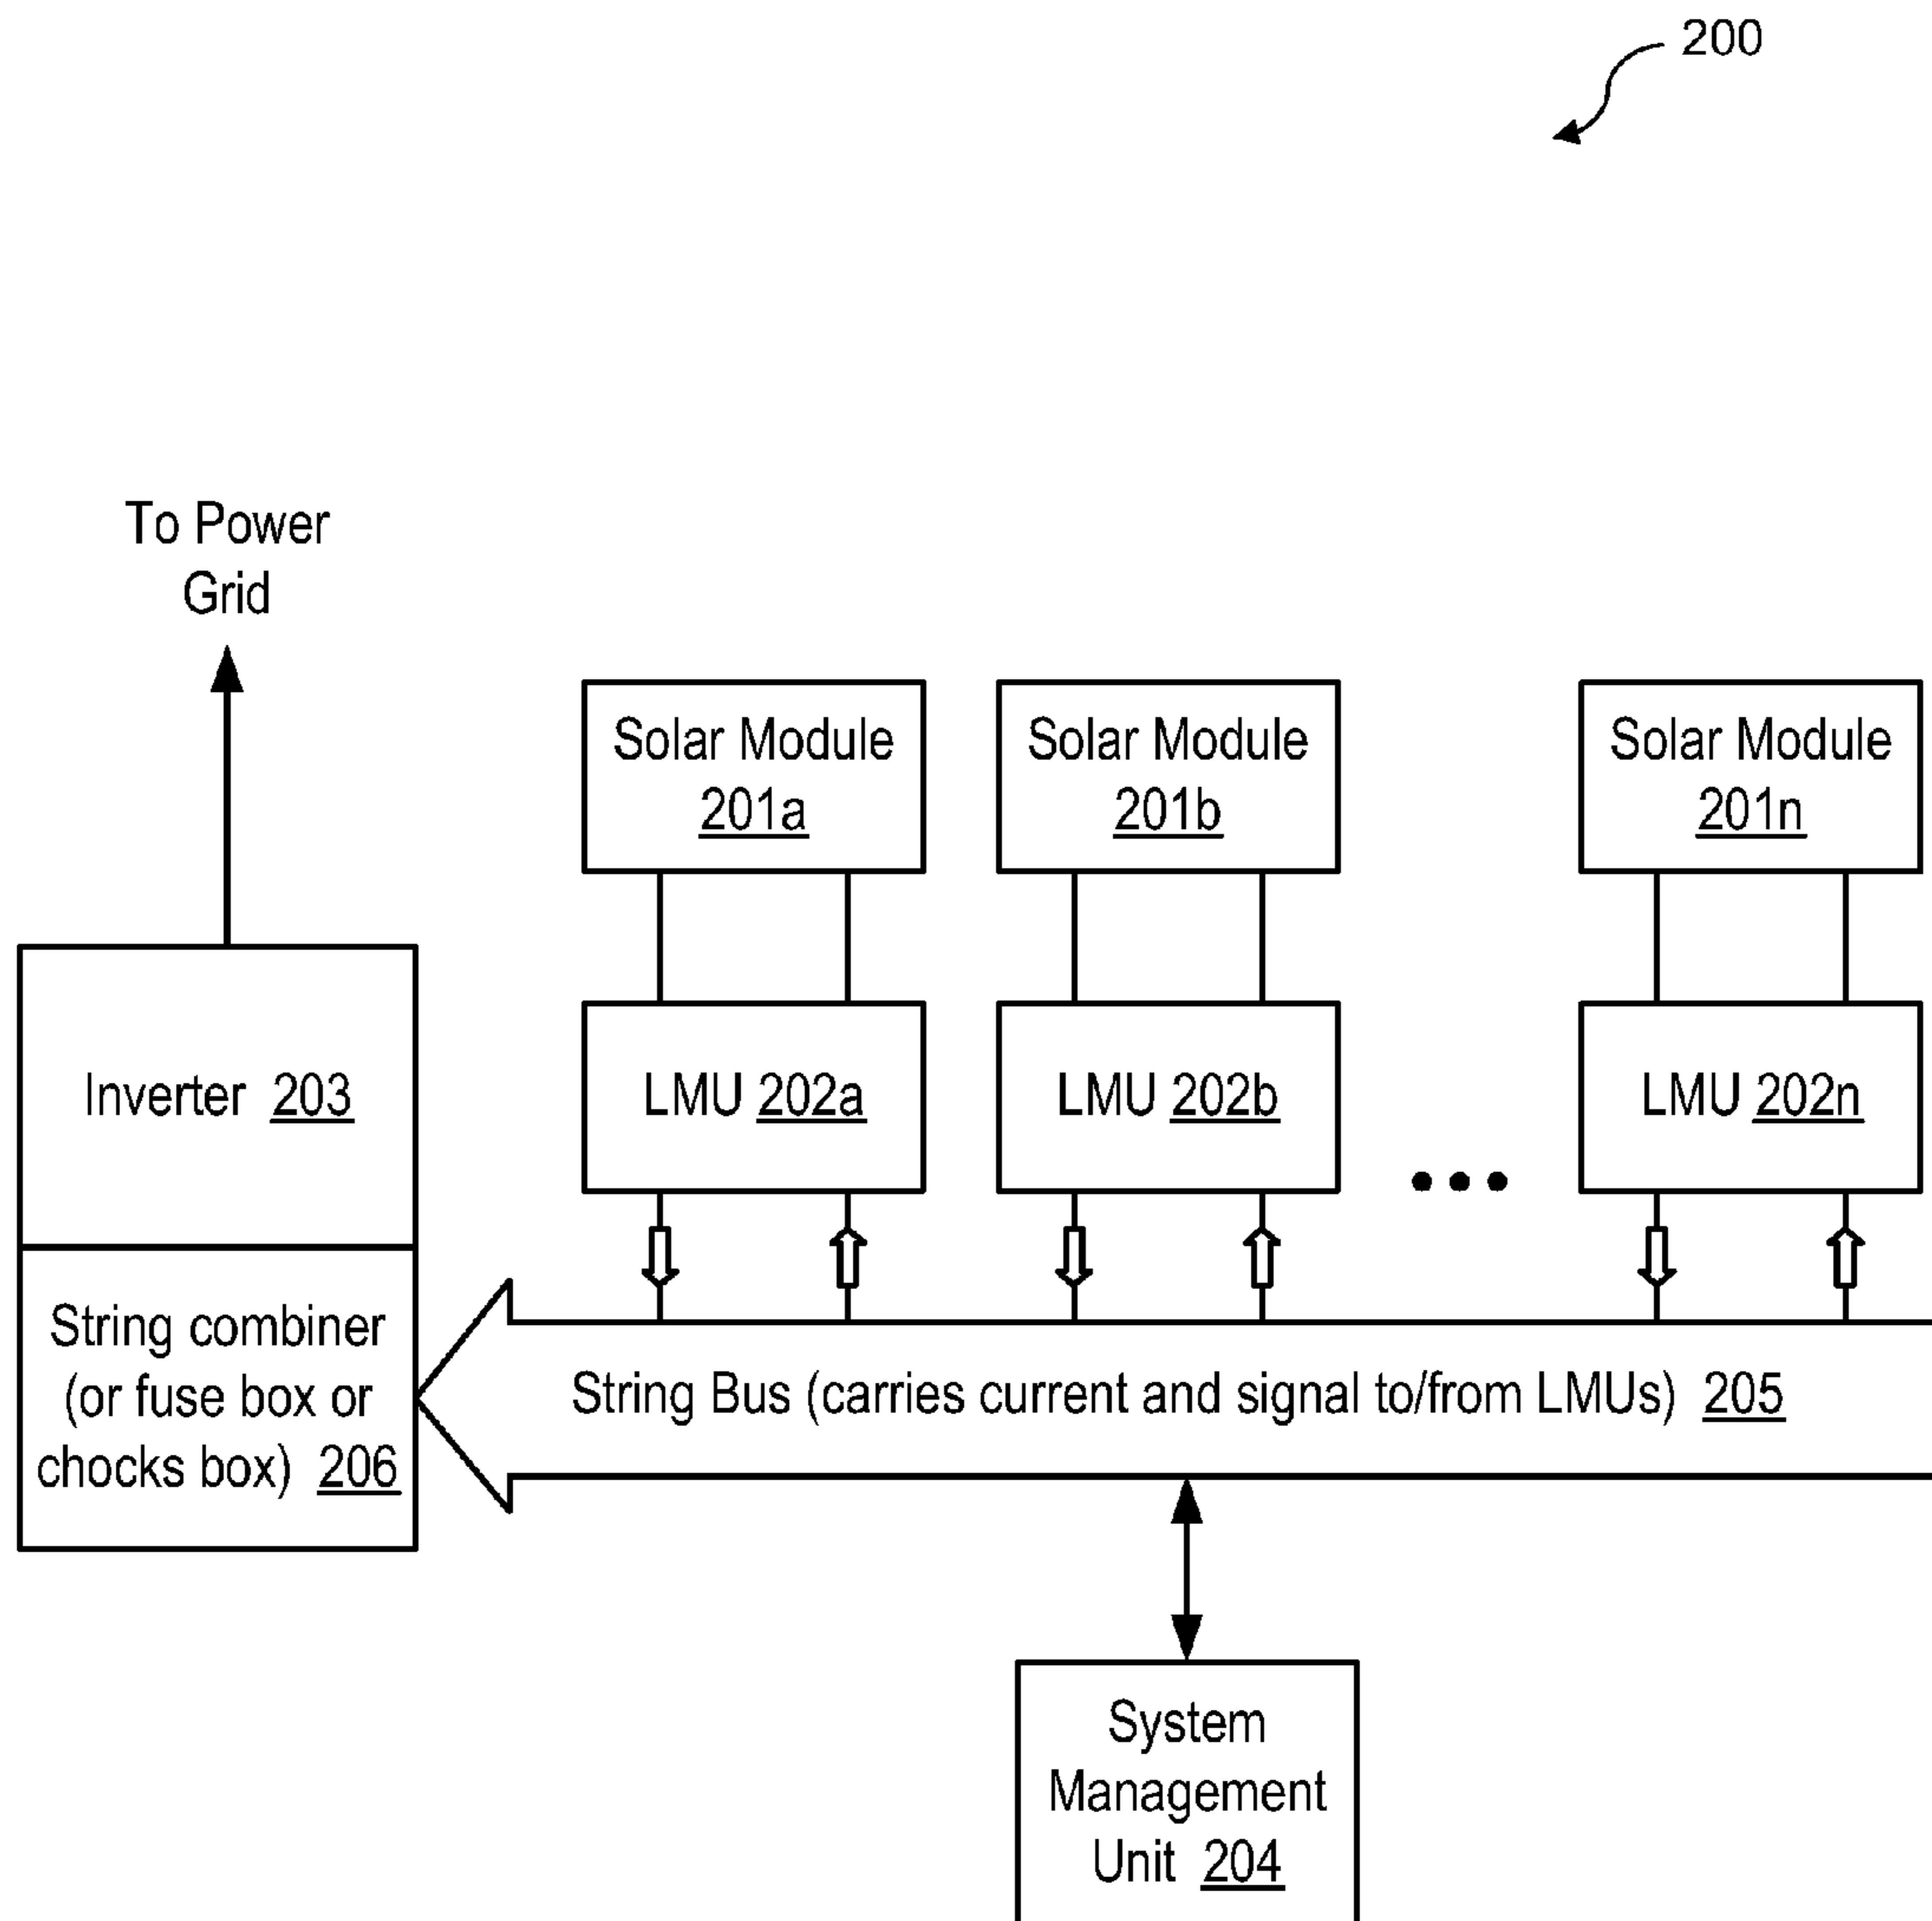 200
To Power
Grid
Solar Module
201a
Solar Module
201b
Solar Module
201n
Inverter 203
LMU 202a
LMU 202b
LMU 202n
String combiner
(or fuse box or
chocks box) 206
String Bus (carries current and signal to/from LMUs) 205
System
Management
Unit 204